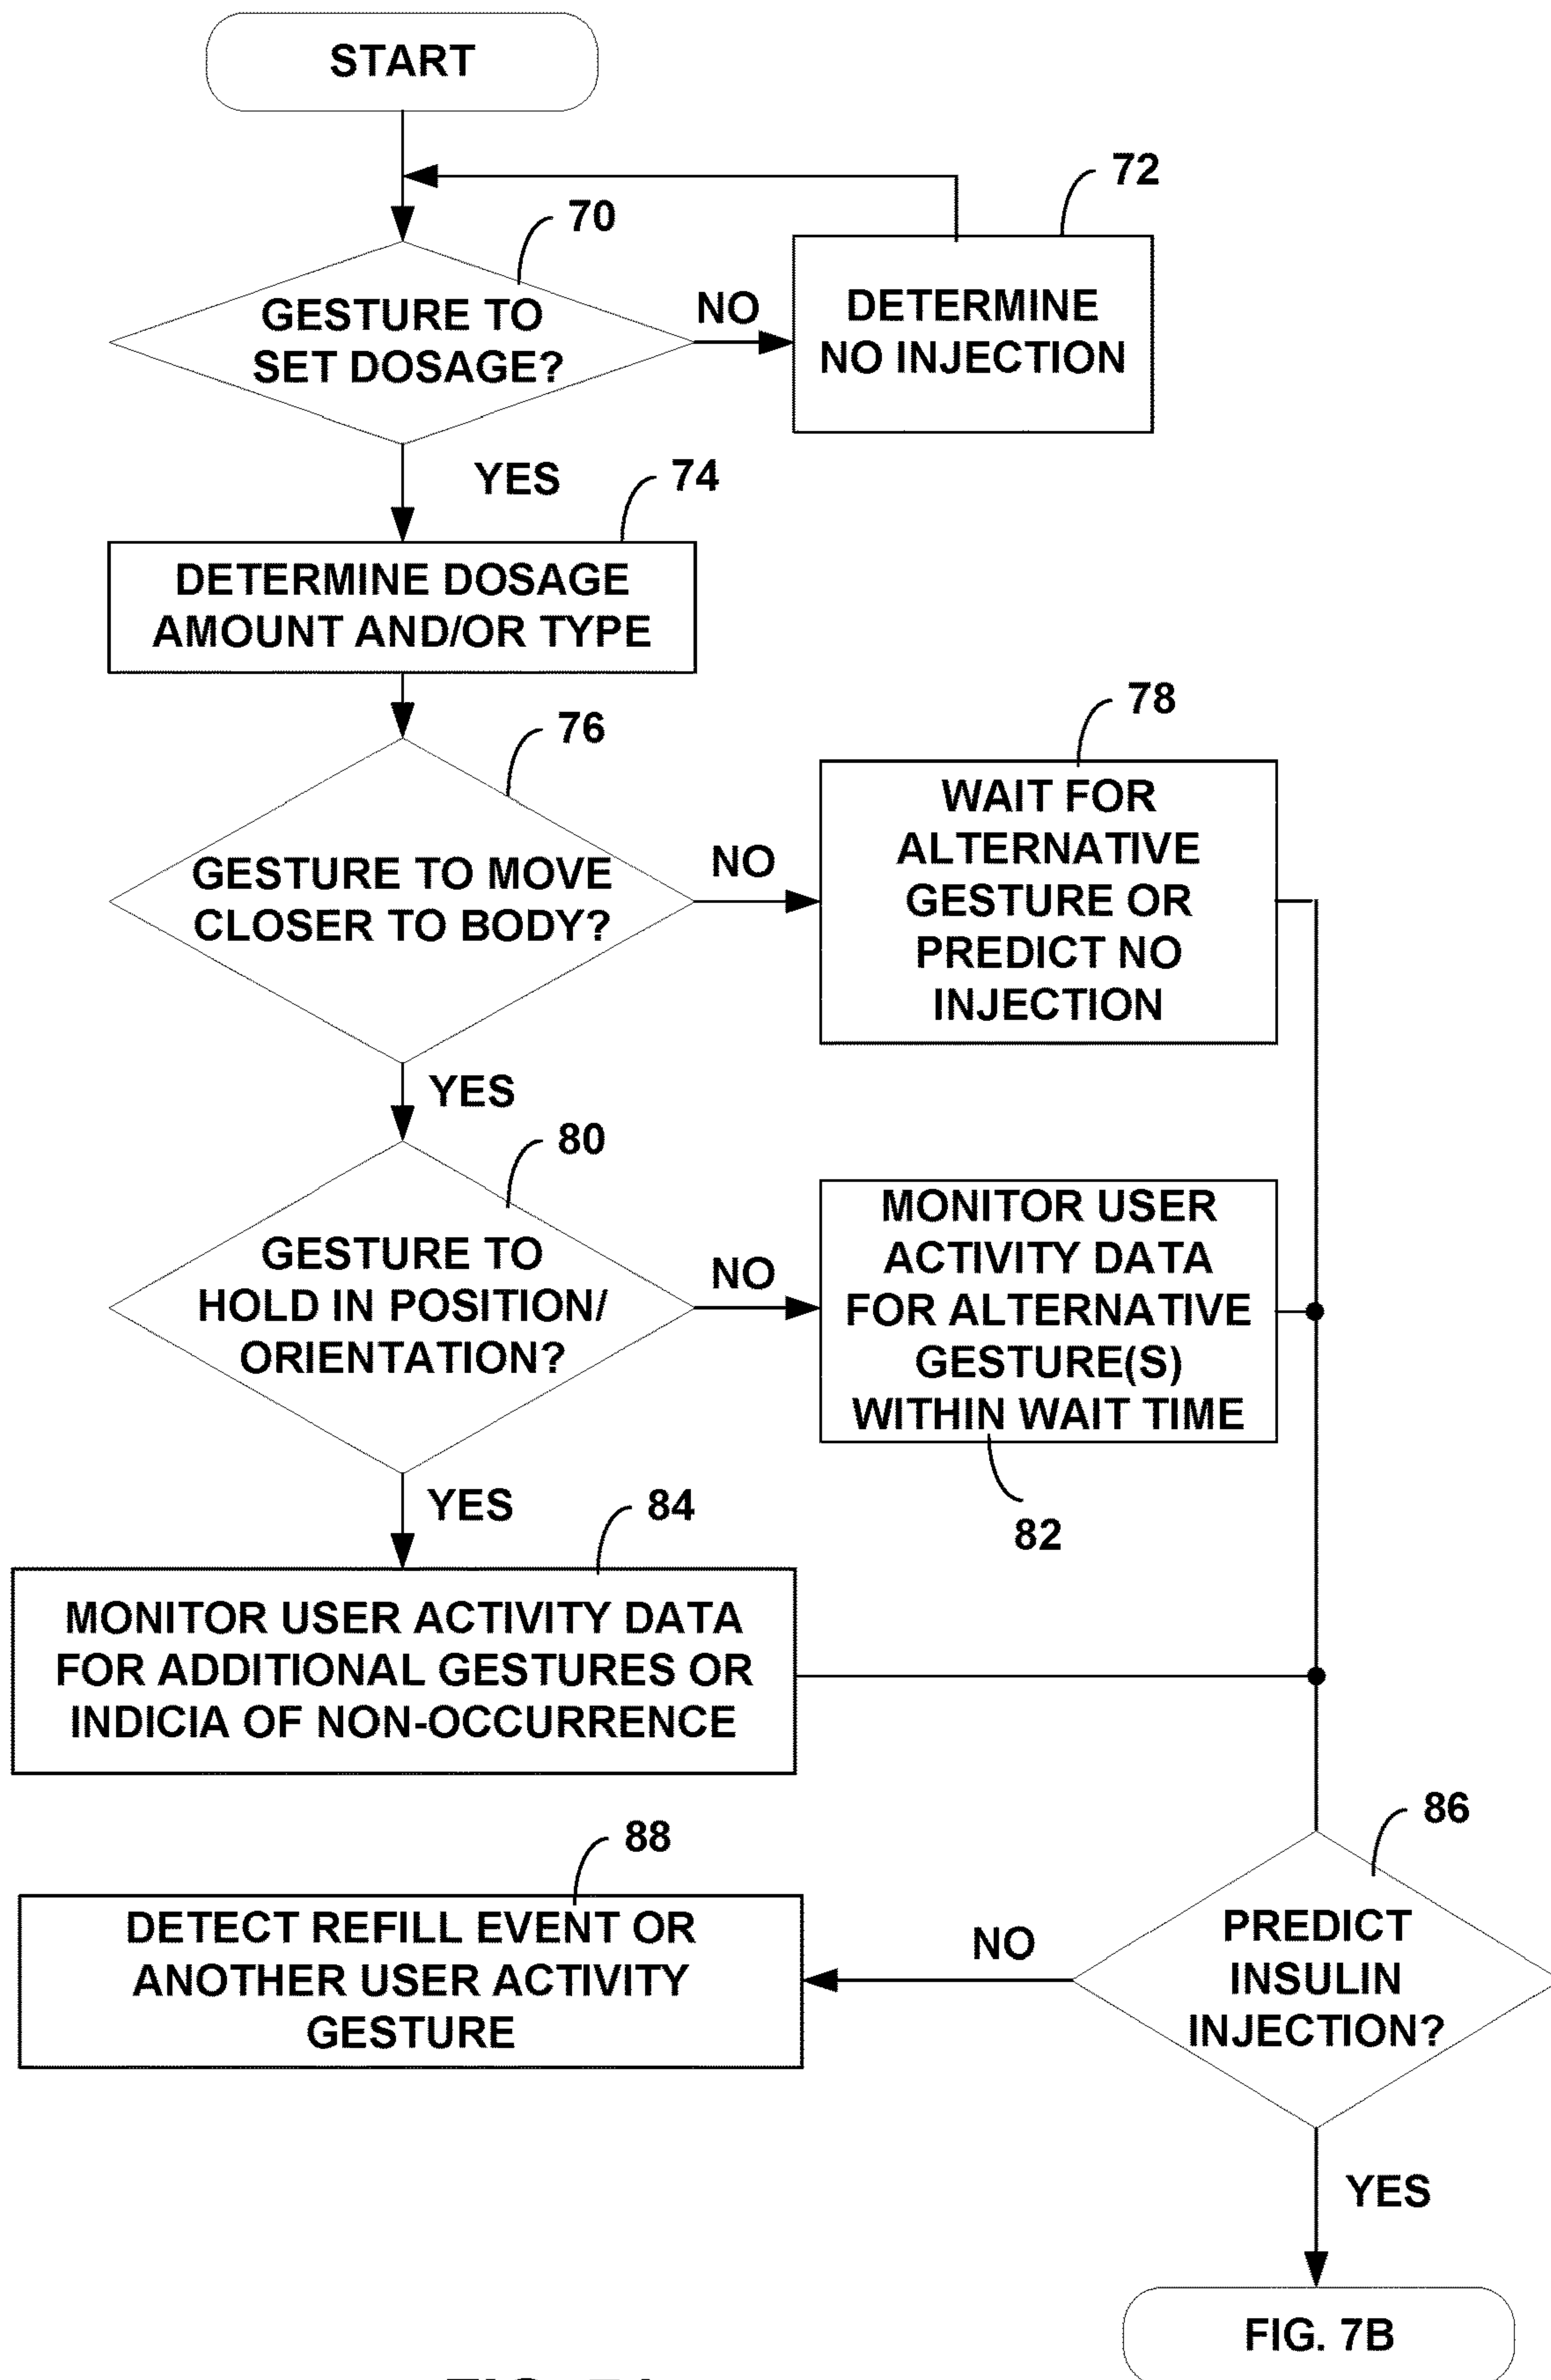 START
72
70
GESTURE TO
SET DOSAGE?
NO
DETERMINE
NO INJECTION
YES
74
DETERMINE DOSAGE
AMOUNT AND/OR TYPE
76
78
GESTURE TO MOVE
CLOSER TO BODY?
NO
WAIT FOR
ALTERNATIVE
GESTURE OR
PREDICT NO
INJECTION
YES
80
GESTURE TO
HOLD IN POSITION/
ORIENTATION?
NO
MONITOR USER
ACTIVITY DATA
FOR ALTERNATIVE
GESTURE(S)
WITHIN WAIT TIME
82
YES
84
MONITOR USER ACTIVITY DATA
FOR ADDITIONAL GESTURES OR
INDICIA OF NON-OCCURRENCE
86
88
DETECT REFILL EVENT OR
ANOTHER USER ACTIVITY
GESTURE
NO
PREDICT
INSULIN
INJECTION?
YES
FIG. 7B